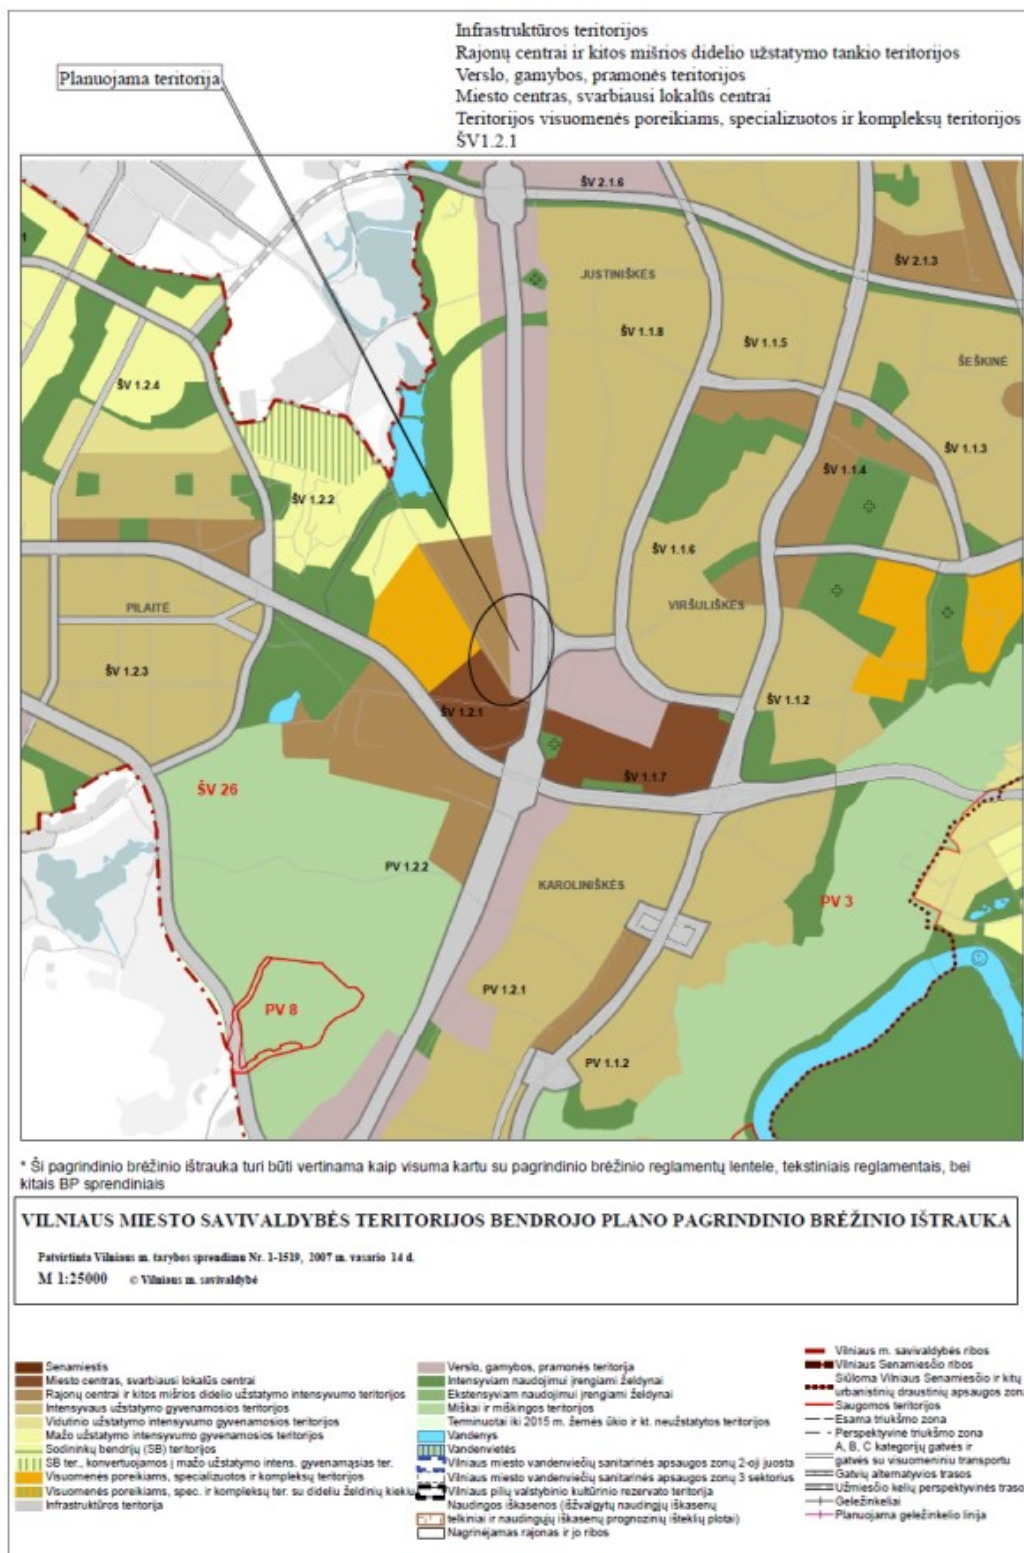 Infrastruktūros teritorijos
Rajonų centrai ir kitos mišrios didelio užstatymo tankio teritorijos
Verslo, gamybos, pramonės teritorijos
Miesto centras, svarbiausi lokalūs centrai
Teritorijos visuomenės poreikiams, specializuotos ir kompleksų teritorijos
ŠV1.2.1
Planuojama teritorija
ŠV 2.1.6
ŠV 2.1.3
JUSTINIŠKĖS
ŠV 1.1.8
ŠV 1.1.5
ŠEŠKINĖ
ŠV 1.2.4
ŠV 1.1.3
ŠV 1.1.4
ŠV 1.2.2
ŠV 1.1.6
PILAITĖ
VIRŠULIŠKĖS
ŠV 1.2.3
ŠV 1.1.2
ŠV 1.2.1
ŠV 1.1.7
ŠV 26
PV 1.2.2
KAROLINIŠKĖS
PV 3
PV 1.2.1
PV 8
PV 1.1.2
* Ši pagrindinio brėžinio ištrauka turi būti vertinama kaip visuma kartu su pagrindinio brėžinio reglamentų lentele, tekstiniais reglamentais, bei
kitais BP sprendiniais
VILNIAUS MIESTO SAVIVALDYBĖS TERITORIJOS BENDROJO PLANO PAGRINDINIO BRĖŽINIO IŠTRAUKA
Patvirtinta Vilniaus m. tarybos sprendimu Nr. 1-1519, 2007 m. vasario 14 d.
M 1:25000 © Vilniaus m. savivaldybė
Senamiestis
Miesto centras, svarbiausi lokalūs centrai
Rajonų centrai ir kitos mišrios didelio užstatymo intensyvumo teritorijos
Intensyvaus užstatymo gyvenamosios teritorijos
Vidutinio užstatymo intensyvumo gyvenamosios teritorijos
Mažo užstatymo intensyvumo gyvenamosios teritorijos
Sodininkų bendrijų (SB) teritorijos
SB ter., konvertuojamos į mažo užstatymo intens. gyvenamąsias ter.
Visuomenės poreikiams, specializuotos ir kompleksų teritorijos
Visuomenės poreikiams, spec. ir kompleksų ter. su dideliu želdinių kiekiu
Infrastruktūros teritorija
Verslo, gamybos, pramonės teritorija
Intensyviam naudojimui įrengiami želdynai
Ekstensyviam naudojimui įrengiami želdynai
Miškai ir miškingos teritorijos
Terminuotai iki 2015 m. žemės ūkio ir kt. neužstatytos teritorijos
Vandenys
Vandenvietės
Vilniaus miesto vandenviečių sanitarinės apsaugos zonų 2-oji juosta
Vilniaus miesto vandenviečių sanitarinės apsaugos zonų 3 sektorius
Vilniaus pilių valstybinio kultūrinio rezervato teritorija
Naudingos iškasenos (išžvalgytų naudingųjų iškasenų
telkiniai ir naudingųjų iškasenų prognozinių išteklių plotai)
Nagrinėjamas rajonas ir jo ribos
Vilniaus m. savivaldybės ribos
Vilniaus Senamiesčio ribos
Siūloma Vilniaus Senamiesčio ir kitų
urbanistinių draustinių apsaugos zona
Saugomos teritorijos
Esama triukšmo zona
Perspektyvinė triukšmo zona
A, B, C kategorijų gatvės ir
gatvės su visuomeniniu transportu
Gatvių alternatyvios trasos
Užmiesčio kelių perspektyvinės trasos
Geležinkeliai
Planuojama geležinkelio linija